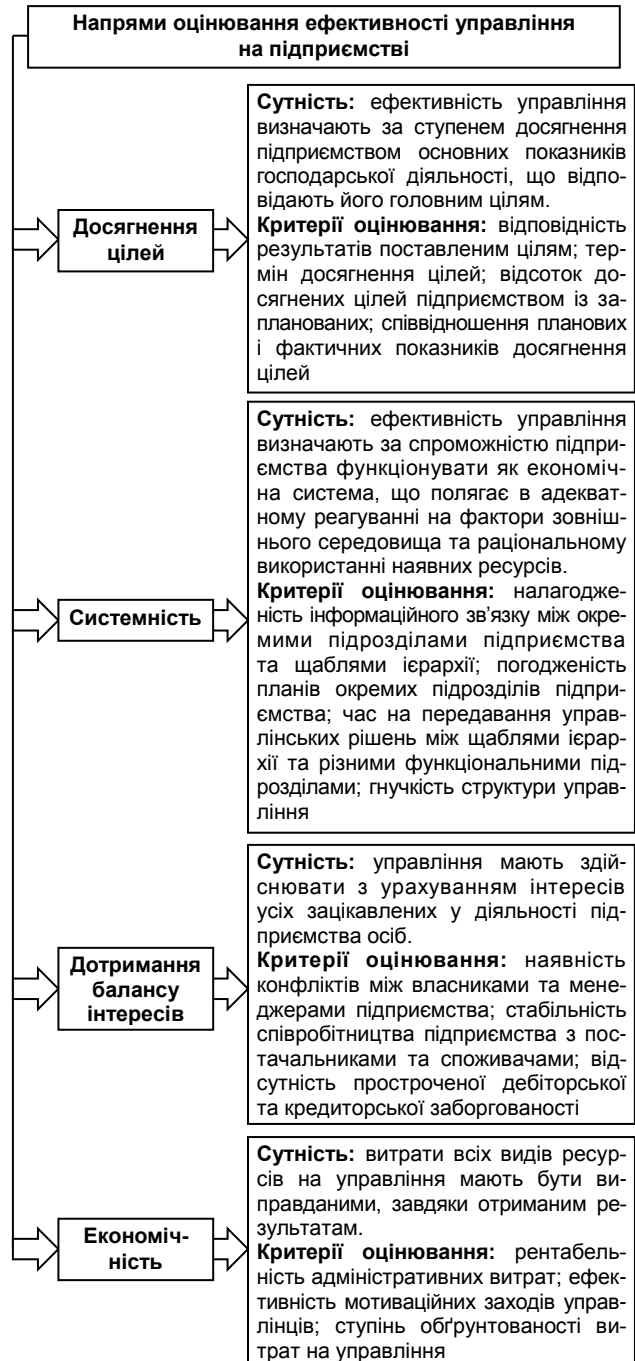 Напрями оцінювання ефективності управління
на підприємстві
Досягнення
цілей
Сутність: ефективність управління
визначають за ступенем досягнення
підприємством основних показників
господарської діяльності, що відпо-
відають його головним цілям.
Критерії оцінювання: відповідність
результатів поставленим цілям; тер-
мін досягнення цілей; відсоток до-
сягнених цілей підприємством із за-
планованих; співвідношення планових
і фактичних показників досягнення
цілей
Системність
Сутність: ефективність управління
визначають за спроможністю підпри-
ємства функціонувати як економіч-
на система, що полягає в адекват-
ному реагуванні на фактори зовніш-
нього середовища та раціональному
використанні наявних ресурсів.
Критерії оцінювання: налагодже-
ність інформаційного зв’язку між окре-
мими підрозділами підприємства
та щаблями ієрархії; погодженість
планів окремих підрозділів підпри-
ємства; час на передавання управ-
лінських рішень між щаблями ієрар-
хії та різними функціональними під-
розділами; гнучкість структури управ-
ління
Дотримання
балансу
інтересів
Сутність: управління мають здій-
снювати з урахуванням інтересів
усіх зацікавлених у діяльності під-
приємства осіб.
Критерії оцінювання: наявність
конфліктів між власниками та мене-
джерами підприємства; стабільність
співробітництва підприємства з пос-
тачальниками та споживачами; від-
сутність простроченої дебіторської
та кредиторської заборгованості
Економіч-
ність
Сутність: витрати всіх видів ресур-
сів на управління мають бути ви-
правданими, завдяки отриманим ре-
зультатам.
Критерії оцінювання: рентабель-
ність адміністративних витрат; ефек-
тивність мотиваційних заходів управ-
лінців; ступінь обґрунтованості ви-
трат на управління